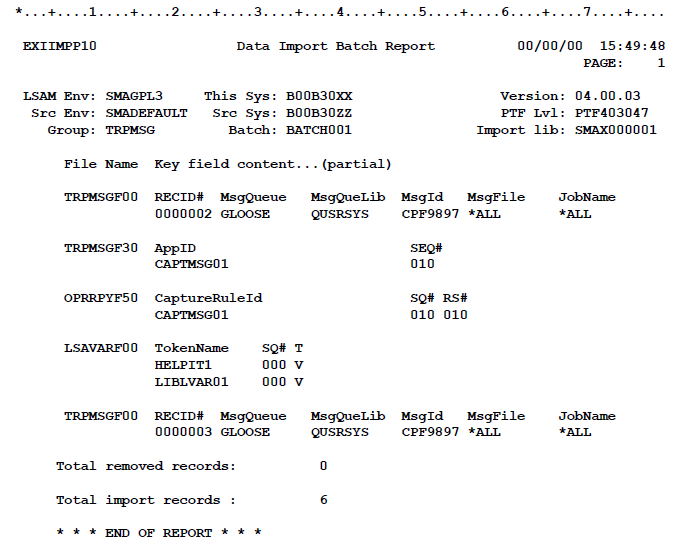 *...+....1....+....2....+....3....+....4....+....5....+....6....+....7....+....
EXIIMPP10                 Data Import Batch Report          00/00/00  15:49:48
PAGE:    1
LSAM Env: SMAGPL3     This Sys: B00B30XX                  Version: 04.00.03
Src Env: SMADEFAULT   Src Sys: B00B30ZZ                  PTF Lvl: PTF403047
Group: TRPMSG       Batch: BATCH001               Import lib: SMAX000001
File Name  Key field content...(partial)
TRPMSGF00  RECID#  MsgQueue   MsgQueLib  MsgId   MsgFile    JobName
0000002 GLOOSE     QUSRSYS    CPF9897 *ALL       *ALL
TRPMSGF30  AppID                          SEQ#
CAPTMSG01                      010
OPRRPYF50  CaptureRuleId                  SQ# RS#
CAPTMSG01                      010 010
LSAVARF00  TokenName    SQ# T
HELPIT1      000 V
LIBLVAR01    000 V
TRPMSGF00  RECID#  MsgQueue   MsgQueLib  MsgId   MsgFile    JobName
0000003 GLOOSE     QUSRSYS    CPF9897 *ALL       *ALL
Total removed records:          0
Total import records :          6
* * * END OF REPORT * * *